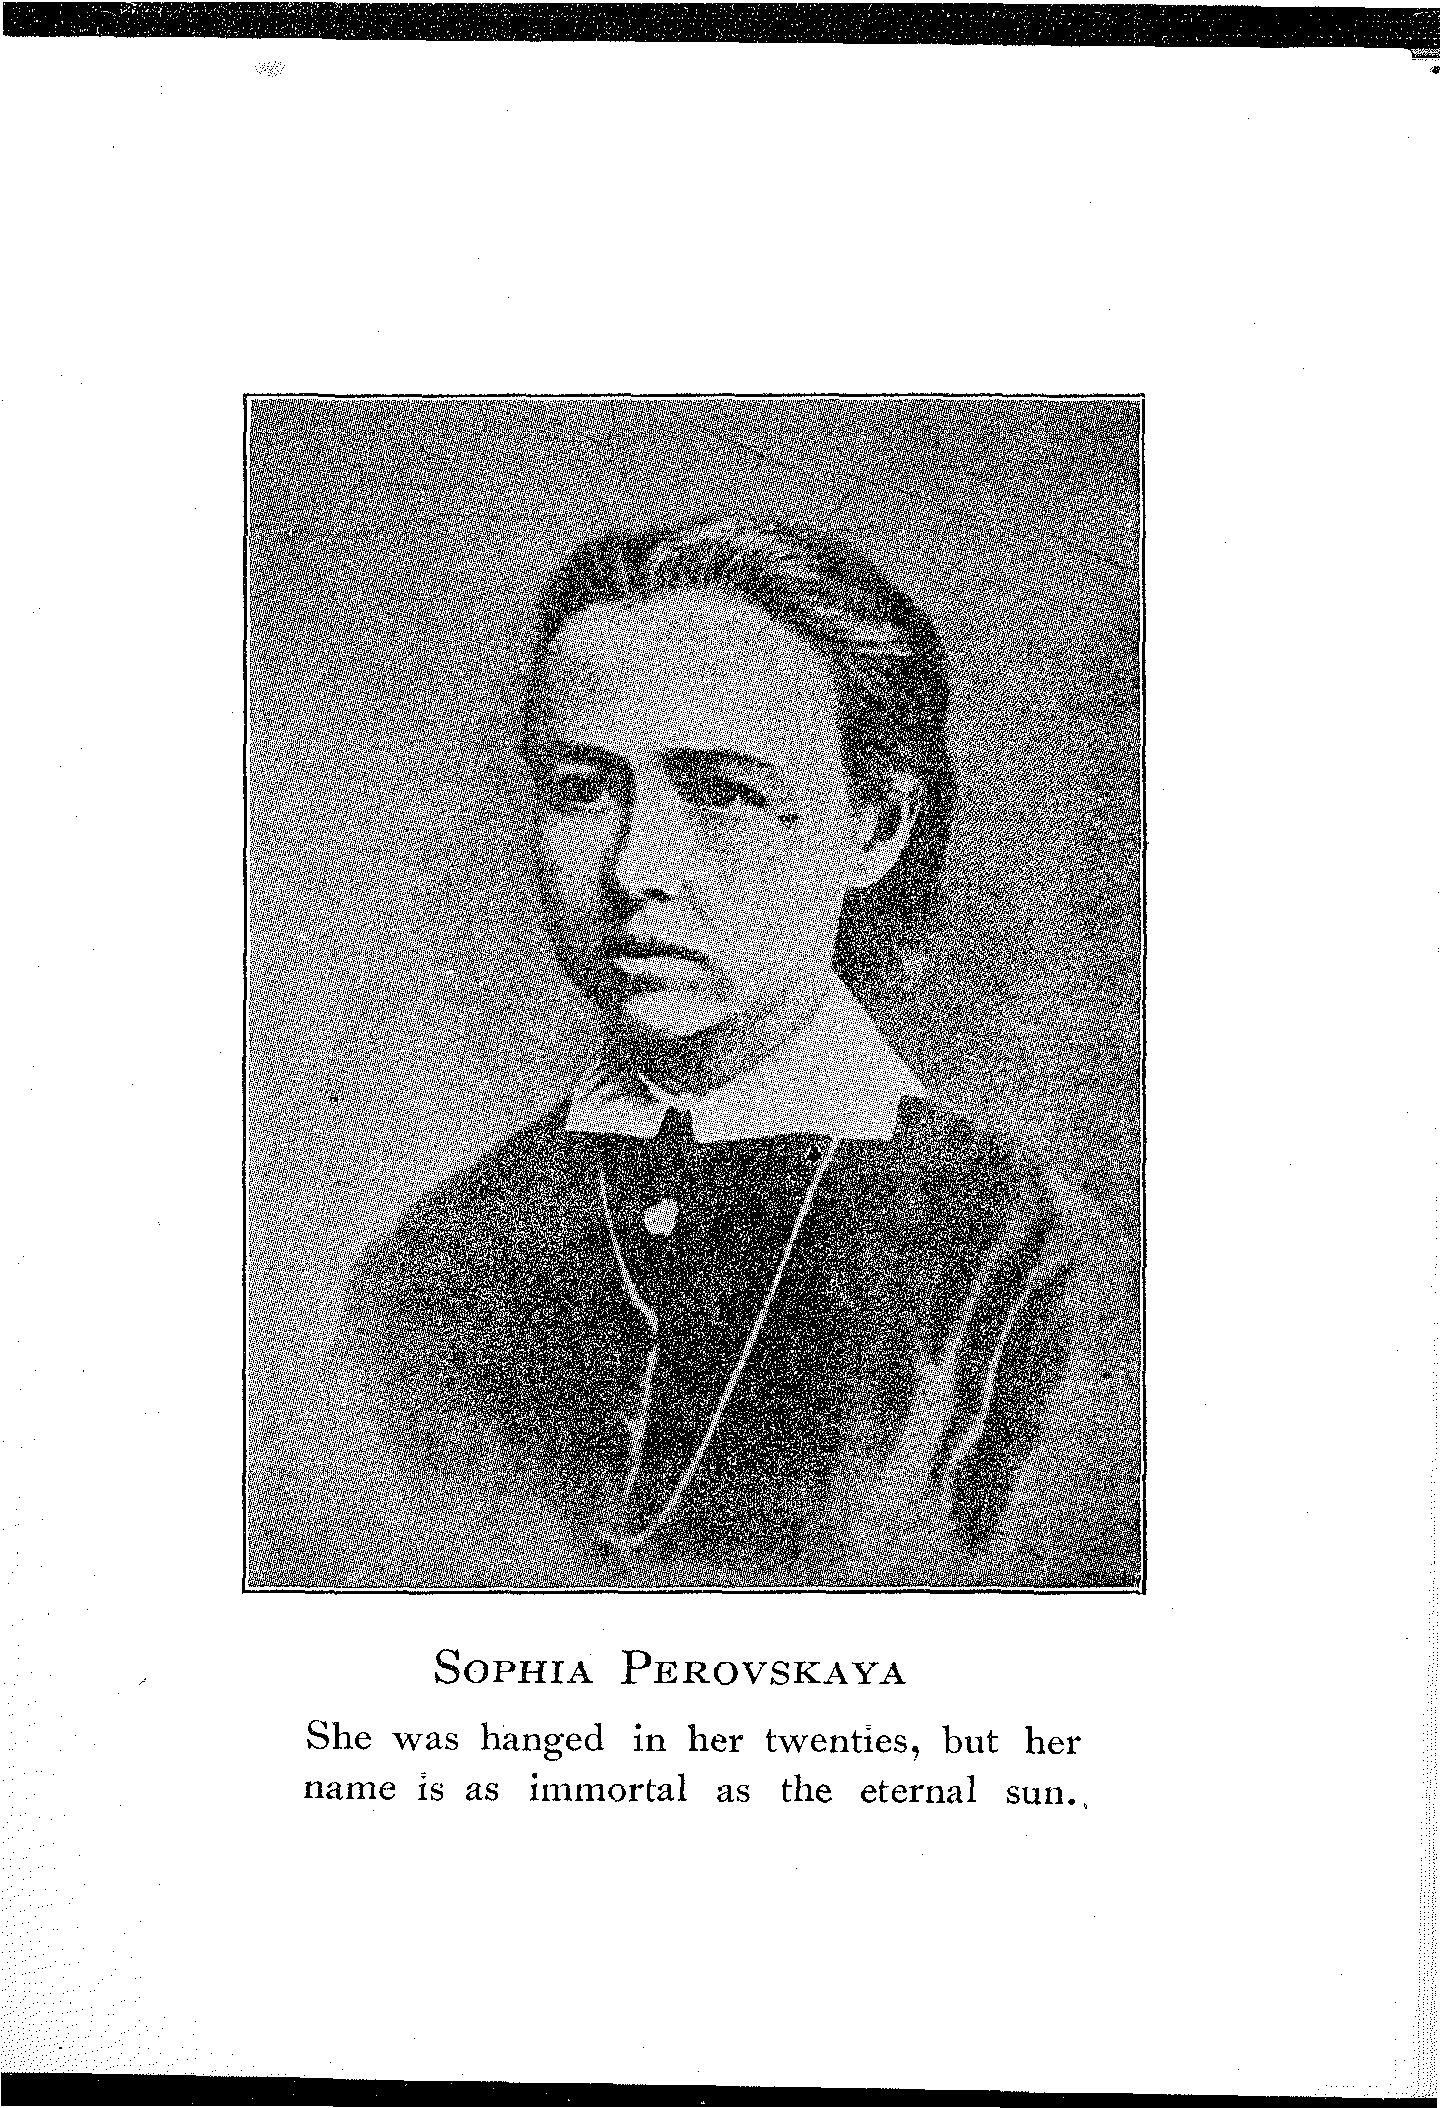 Sophia Perovskaya
She was hanged in her twenties, but her
name is as immortal as the eternal sun.